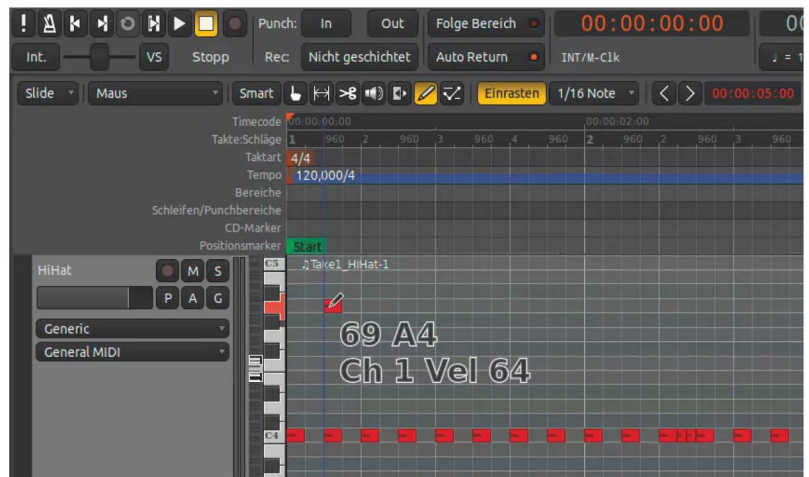 Punch: In Out Folge Bereich 00:00:00:00
Int. VS Stopp Rec: Nicht geschichtet Auto Return INT/M-Clk
Slide Maus Smart Einrasten 1/16 Note 00:00:05:00
Timecode 00:00:00:00 00:00:02:00
Takte:Schläge 1 960 2 960 3 960 4 960 2 960 2 960 3 960
Taktart 4/4
Tempo 120,000/4
Bereiche
Schleifen/Punchbereiche
CD-Marker
Positionsmarker Start
HiHat M S C5 Take1_HIHat-1
P A G
69 A4
Generic
Ch 1 Vel 64
General MIDI
C4